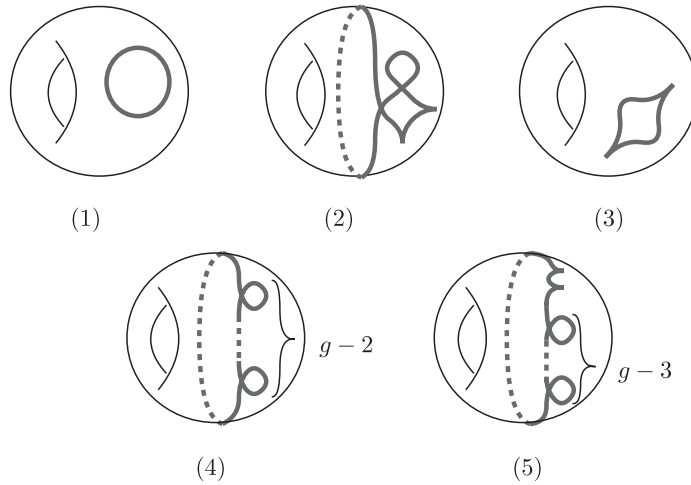 (1) (2) (3)
g − 2
g − 3
(4) (5)